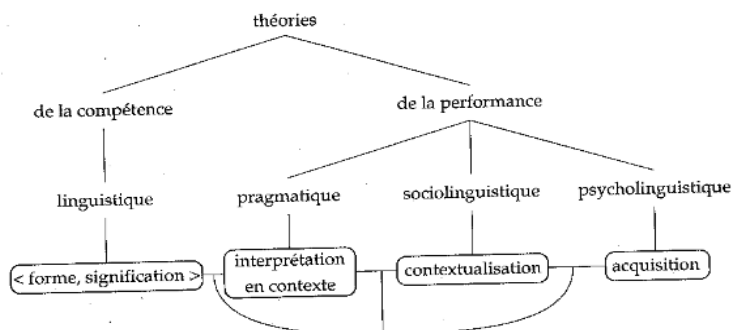 théories
de la compétence
de la performance
linguistique
pragmatique
sociolinguistique
psycholinguistique
< forme, signification >
interprétation
en contexte
contextualisation
acquisition